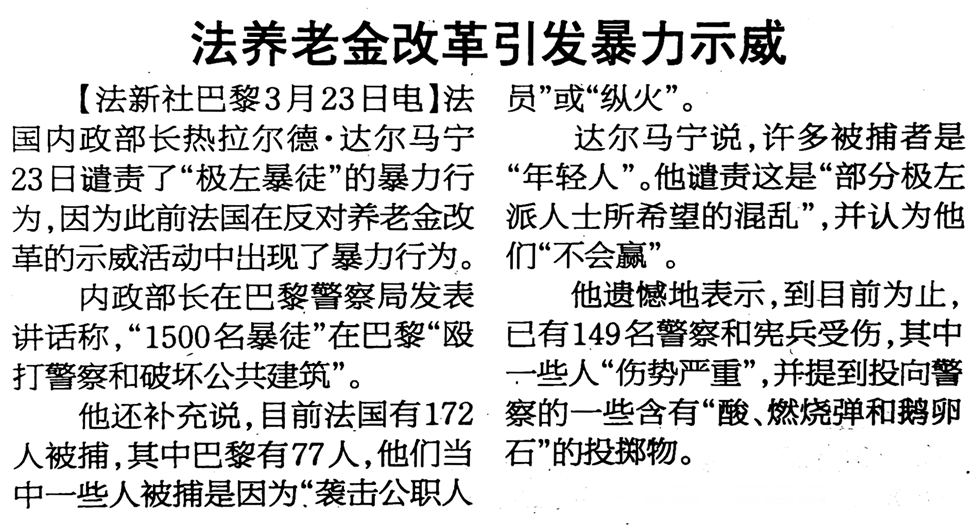 法养老金改革引发暴力示威
【法新社巴黎3月23日电】法
国内政部长热拉尔德·达尔马宁
23日谴责了“极左暴徒”的暴力行
为,因为此前法国在反对养老金改
革的示威活动中出现了暴力行为。
内政部长在巴黎警察局发表
讲话称,“1500名暴徒”在巴黎“殴
打警察和破坏公共建筑”。
他还补充说,目前法国有172
人被捕,其中巴黎有77人,他们当
中一些人被捕是因为“袭击公职人
员”或“纵火”。
达尔马宁说,许多被捕者是
“年轻人”。他谴责这是“部分极左
派人士所希望的混乱”,并认为他
们“不会赢”。
他遗憾地表示,到目前为止,
已有149名警察和宪兵受伤,其中
一些人“伤势严重”,并提到投向警
察的一些含有“酸、燃烧弹和鹅卵
石”的投掷物。